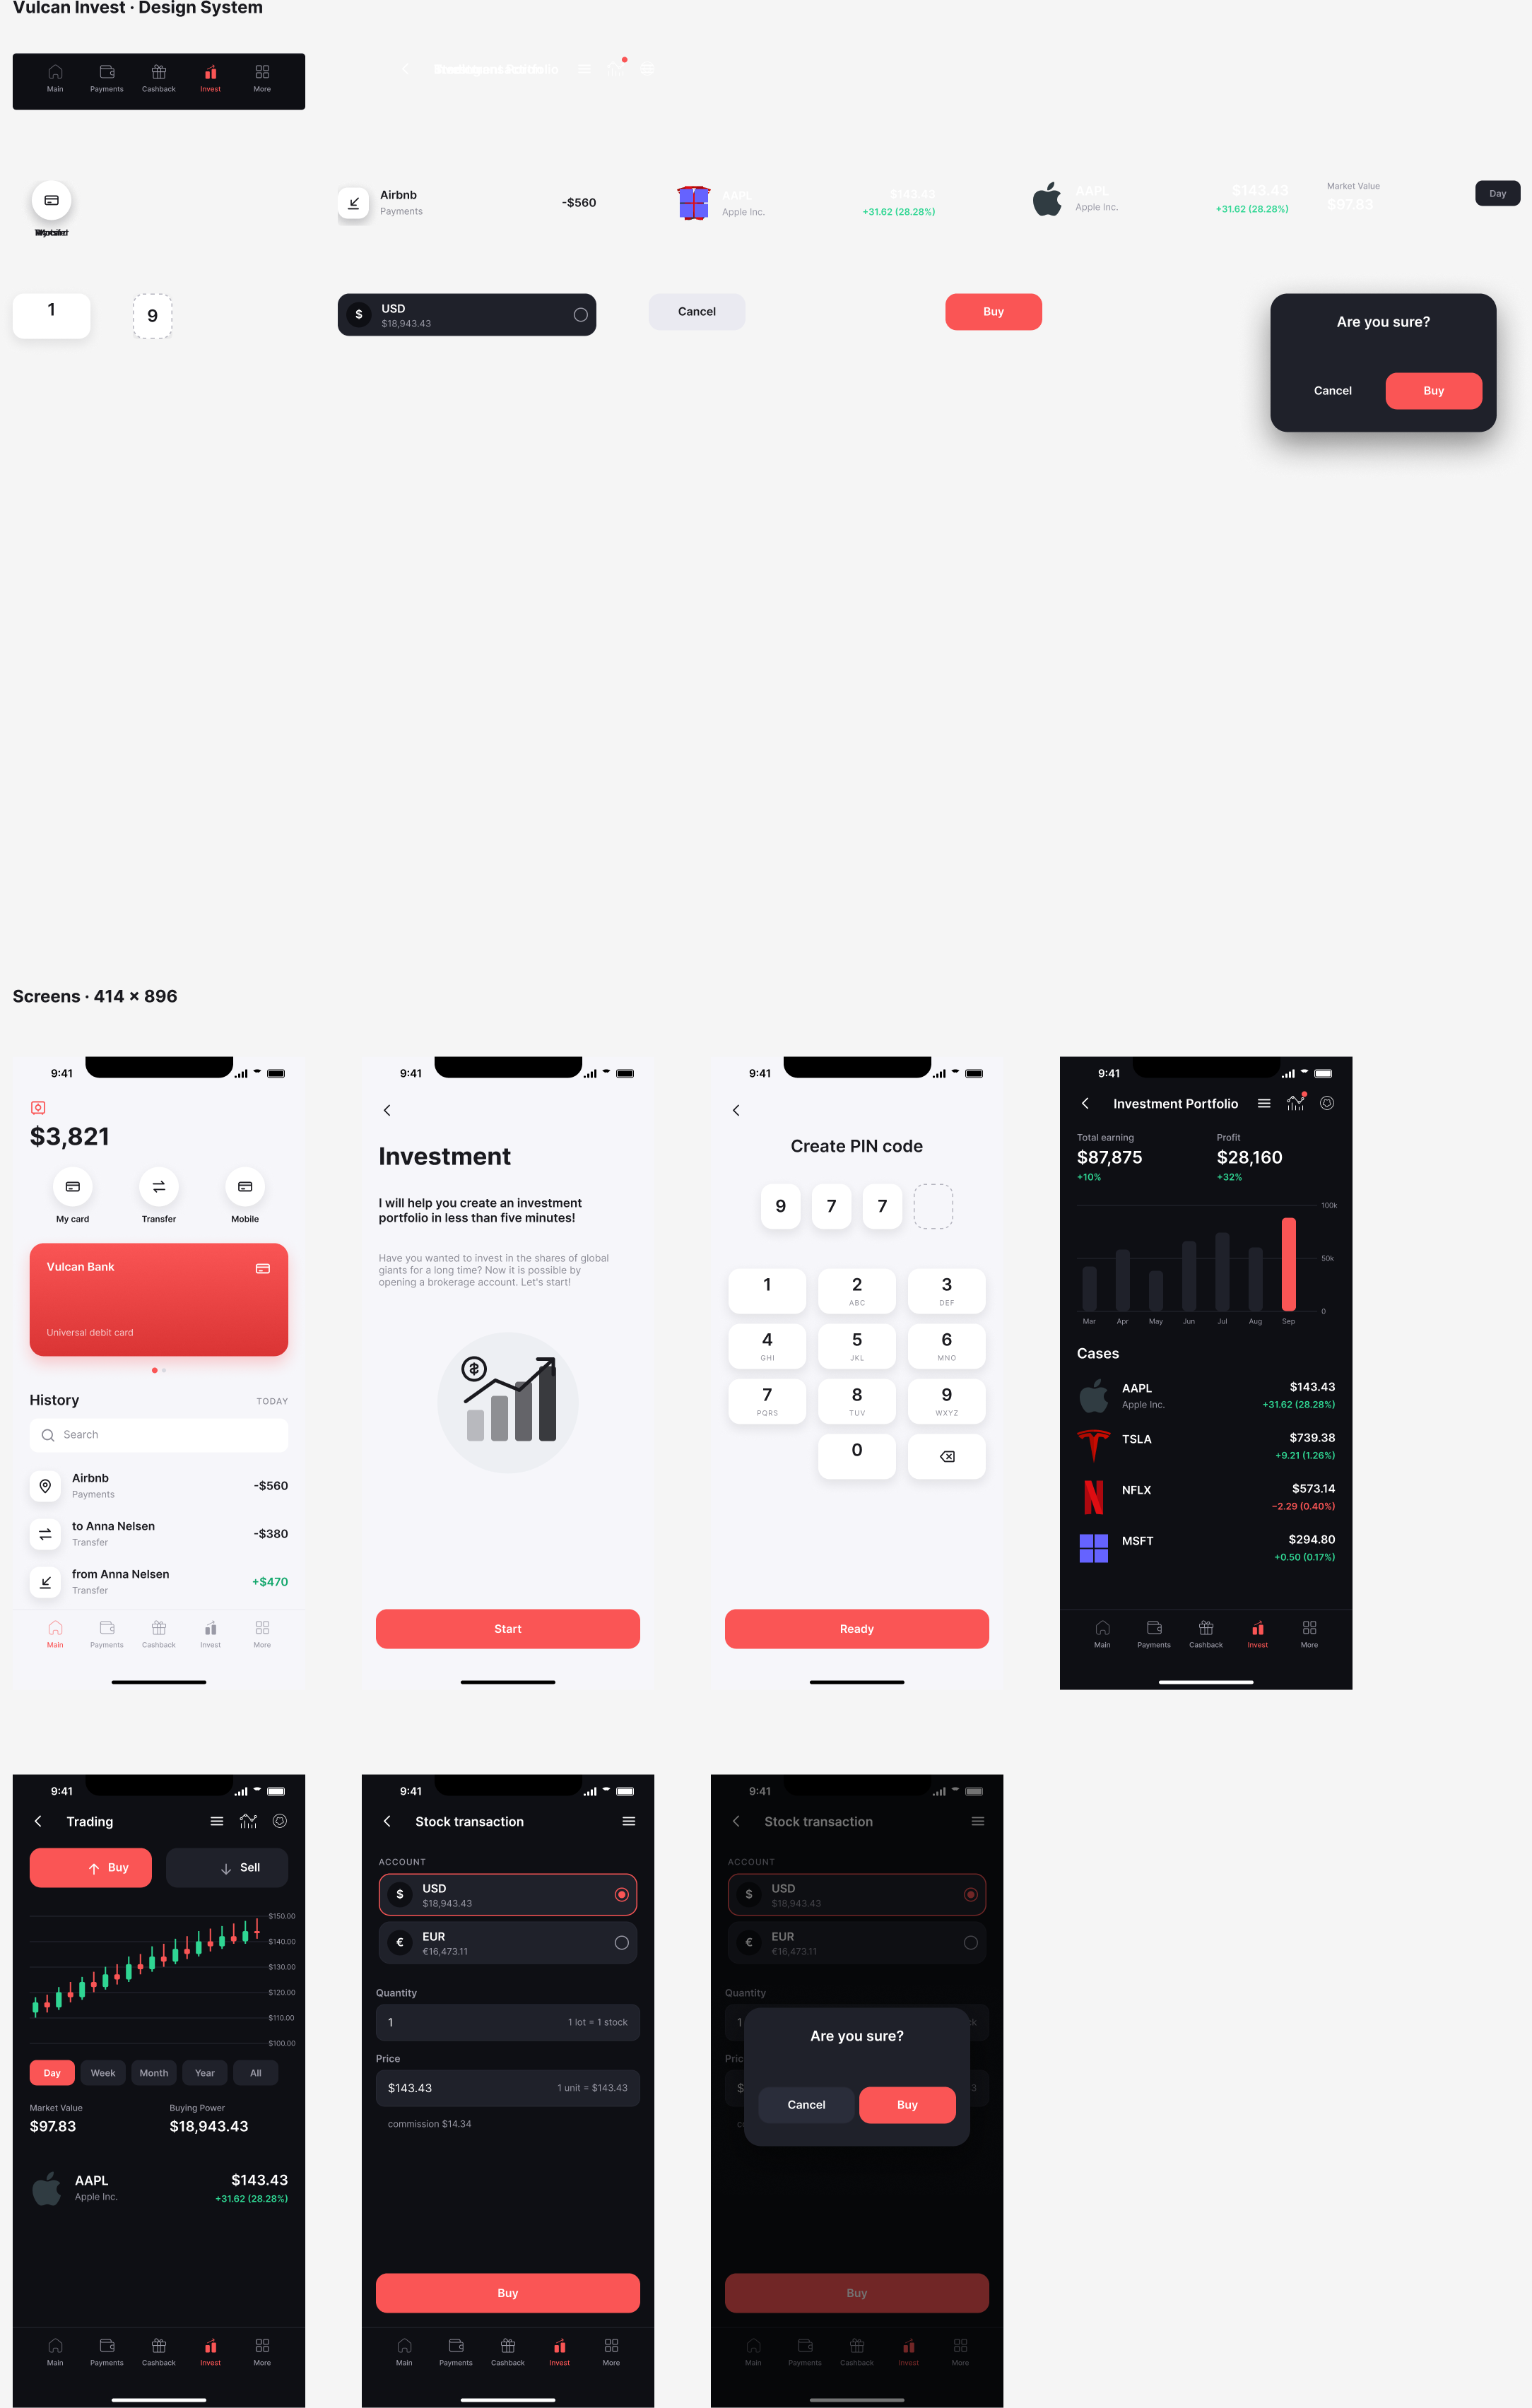 Vulcan Invest · Design System
Main
Payments
Cashback
Invest
More
Airbnb
Payments
-$560
AAPL
Apple Inc.
$143.43
+31.62 (28.28%)
AAPL
Apple Inc.
$143.43
+31.62 (28.28%)
Market Value
$97.83
Day
1
9
$
USD
$18,943.43
Cancel
Buy
Are you sure?
Cancel
Buy
Screens · 414 × 896
9:41
$3,821
My card
Transfer
Mobile
Vulcan Bank
Universal debit card
History
TODAY
Search
Airbnb
Payments
-$560
to Anna Nelsen
Transfer
-$380
from Anna Nelsen
Transfer
+$470
Main
Payments
Cashback
Invest
More
9:41
Investment
I will help you create an investment
portfolio in less than five minutes!
Have you wanted to invest in the shares of global
giants for a long time? Now it is possible by
opening a brokerage account. Let's start!
Start
9:41
Create PIN code
9
7
7
1
2
ABC
3
DEF
4
GHI
5
JKL
6
MNO
7
PQRS
8
TUV
9
WXYZ
0
Ready
9:41
Investment Portfolio
Total earning
$87,875
+10%
Profit
$28,160
+32%
100k
50k
0
Mar
Apr
May
Jun
Jul
Aug
Sep
Cases
AAPL
Apple Inc.
$143.43
+31.62 (28.28%)
TSLA
$739.38
+9.21 (1.26%)
NFLX
$573.14
−2.29 (0.40%)
MSFT
$294.80
+0.50 (0.17%)
Main
Payments
Cashback
Invest
More
9:41
Trading
Buy
Sell
$150.00
$140.00
$130.00
$120.00
$110.00
$100.00
Day
Week
Month
Year
All
Market Value
$97.83
Buying Power
$18,943.43
AAPL
Apple Inc.
$143.43
+31.62 (28.28%)
Main
Payments
Cashback
Invest
More
9:41
Stock transaction
ACCOUNT
$
USD
$18,943.43
€
EUR
€16,473.11
Quantity
1
1 lot = 1 stock
Price
$143.43
1 unit = $143.43
commission $14.34
Buy
Main
Payments
Cashback
Invest
More
9:41
Stock transaction
ACCOUNT
$
USD
$18,943.43
€
EUR
€16,473.11
Quantity
1
Are you sure?
Cancel
Buy
Buy
Main
Payments
Cashback
Invest
More